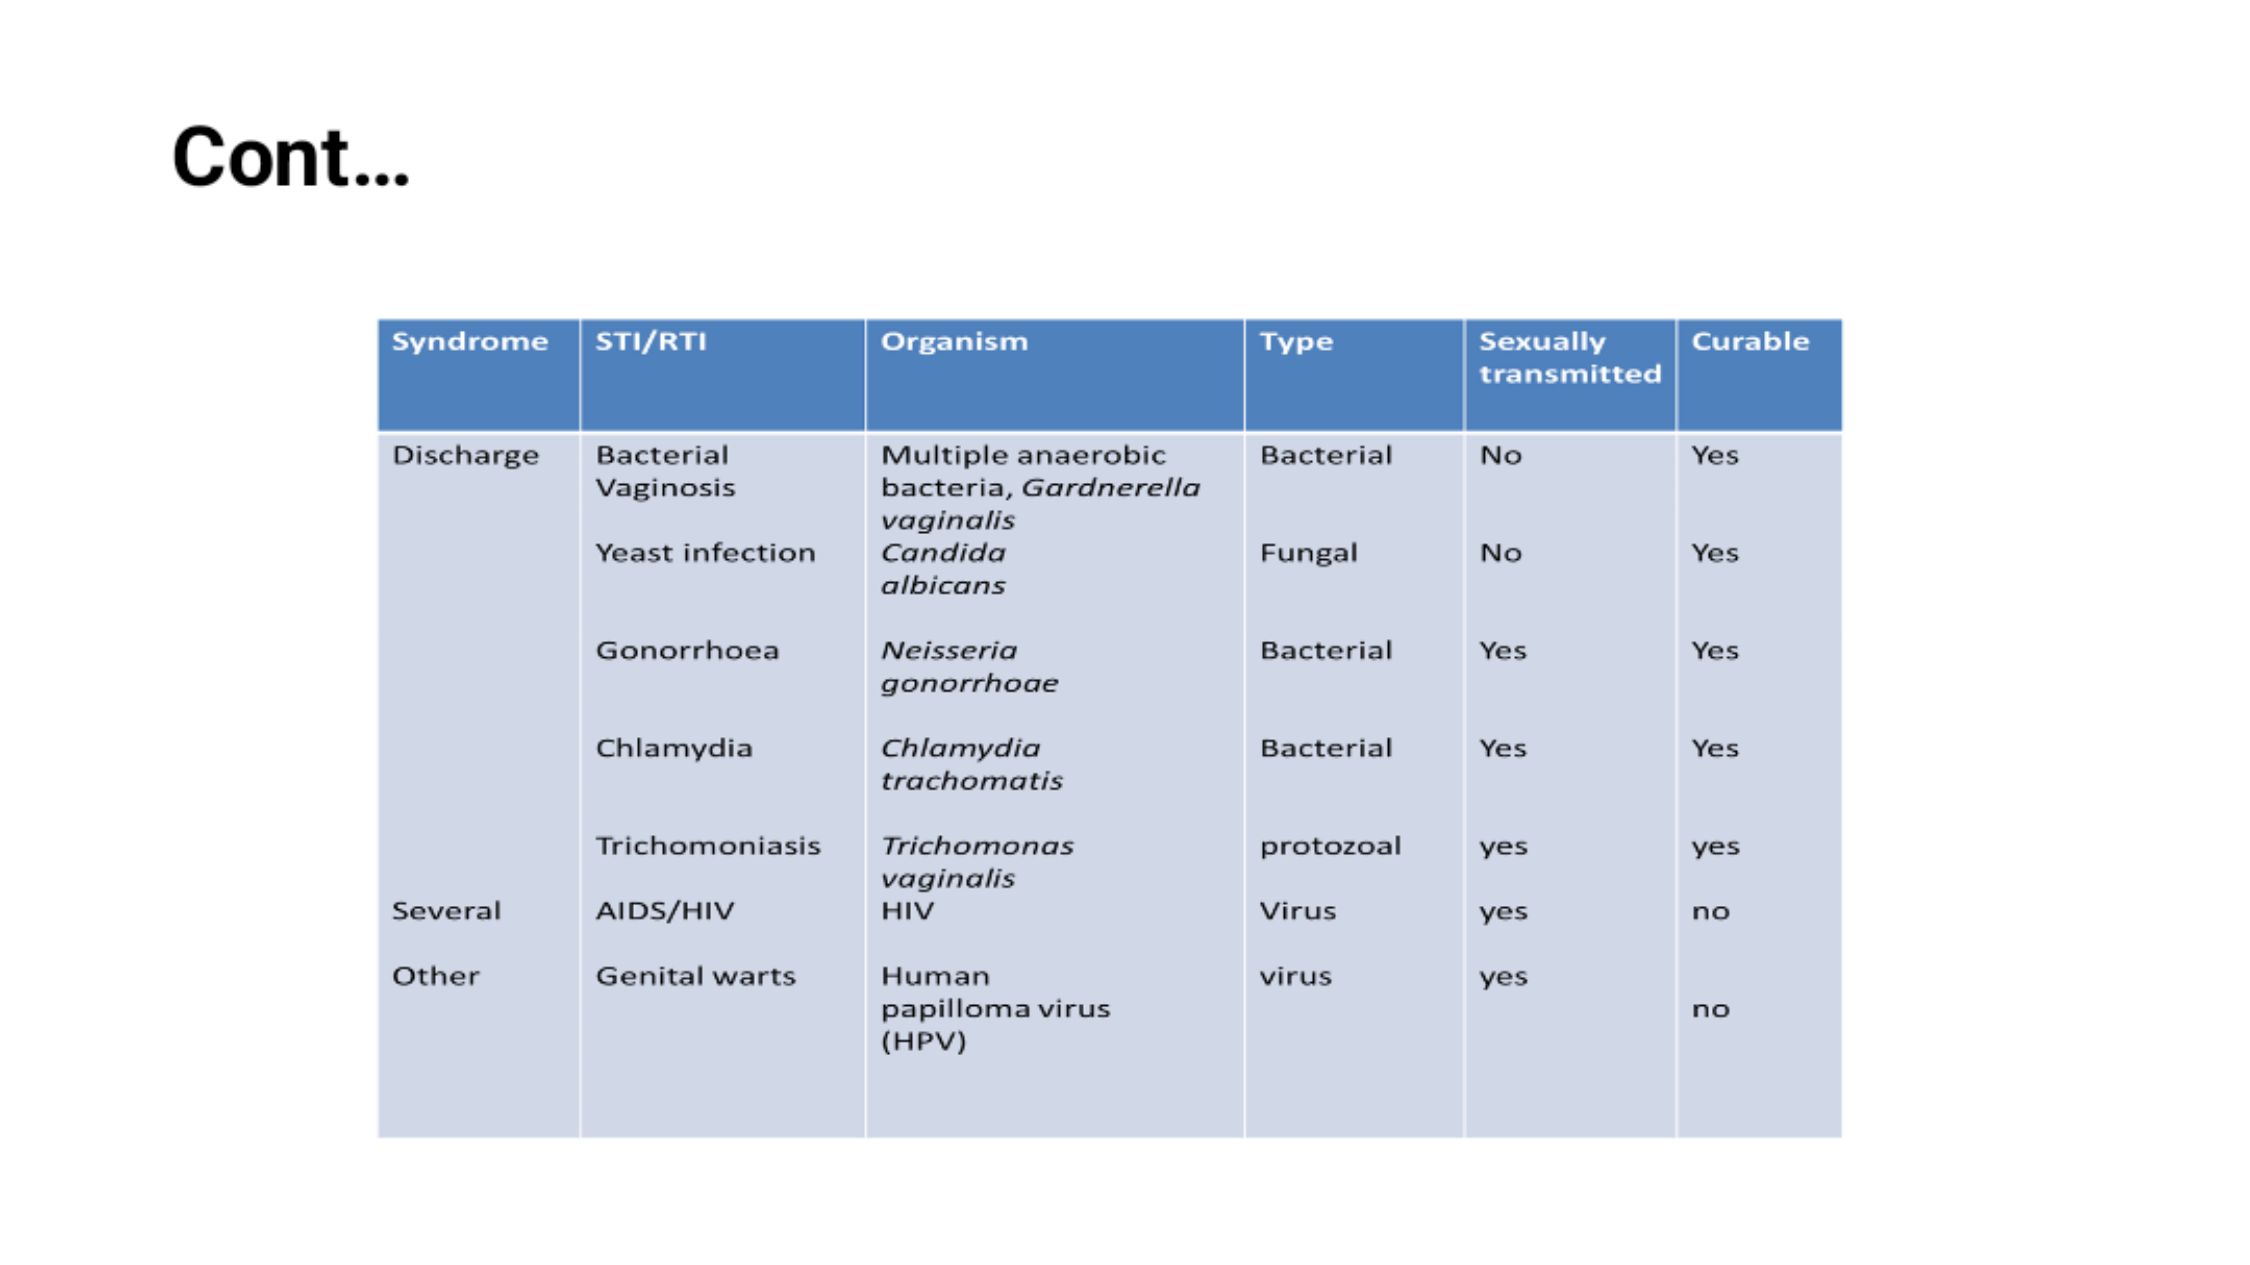 Cont...
Syndrome STI/RTI Organism Type Sexually Curable
transmitted
Discharge Bacterial Multiple anaerobic Bacterial No Yes
Vaginosis bacteria, Gardnerella
vaginalis
Yeast infection Candida Fungal No Yes
albicans
Gonorrhoea Neisseria Bacterial Yes Yes
gonorrhoae
Chlamydia Chlamydia Bacterial Yes Yes
trachomatis
Trichomoniasis Trichomonas protozoal yes yes
vaginalis
Several AIDS/HIV HIV Virus yes no
Other Genital warts Human virus yes
papilloma virus no
(HPV)